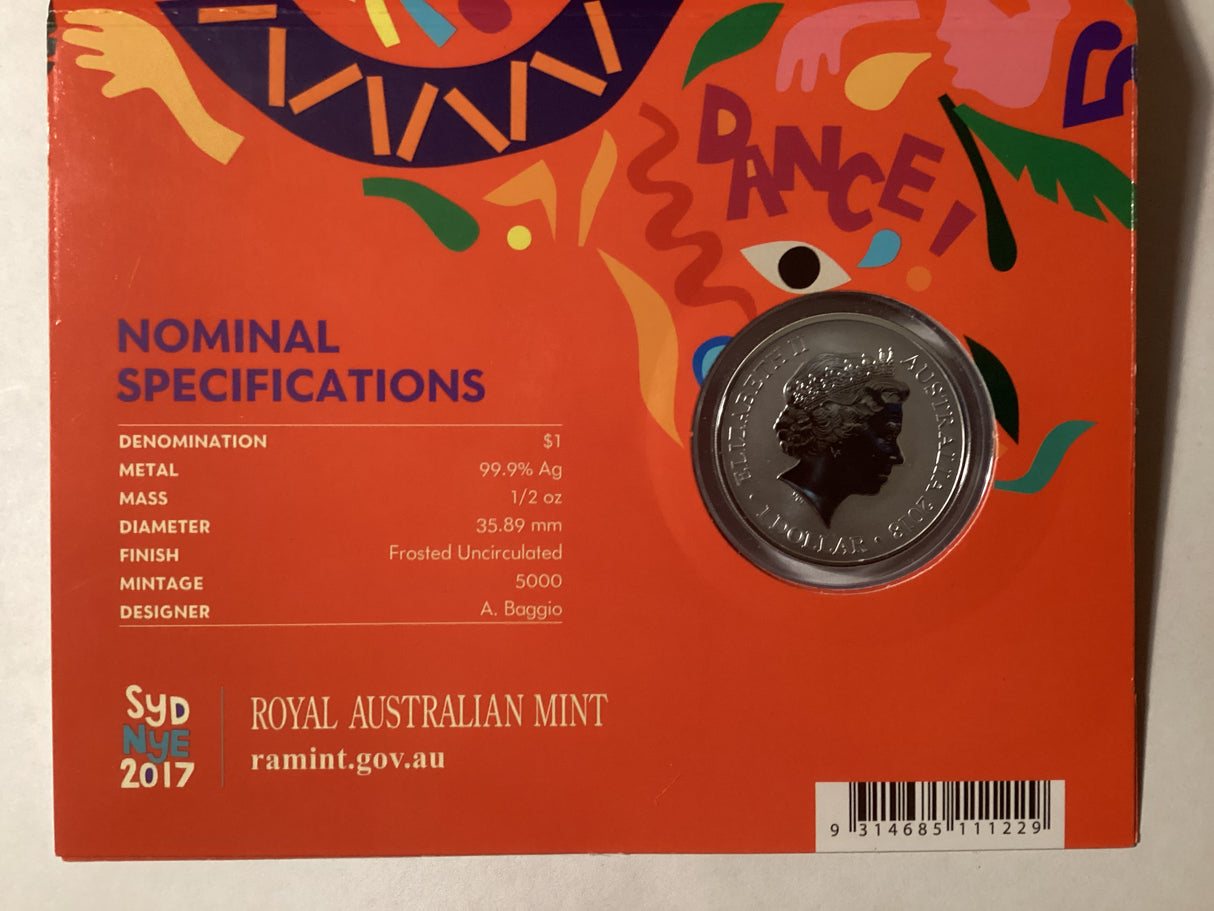 DANCE!
NOMINAL
SPECIFICATIONS
DENOMINATION $1
METAL 99.9% Ag
MASS 1/2 oz
DIAMETER 35.89 mm
FINISH Frosted Uncirculated
MINTAGE 5000
DESIGNER A. Baggio
ELIZABETH II AUSTRALIA 2018 • 1 DOLLAR •
SYD
NYE
2017
ROYAL AUSTRALIAN MINT
ramint.gov.au
9 314685 111229